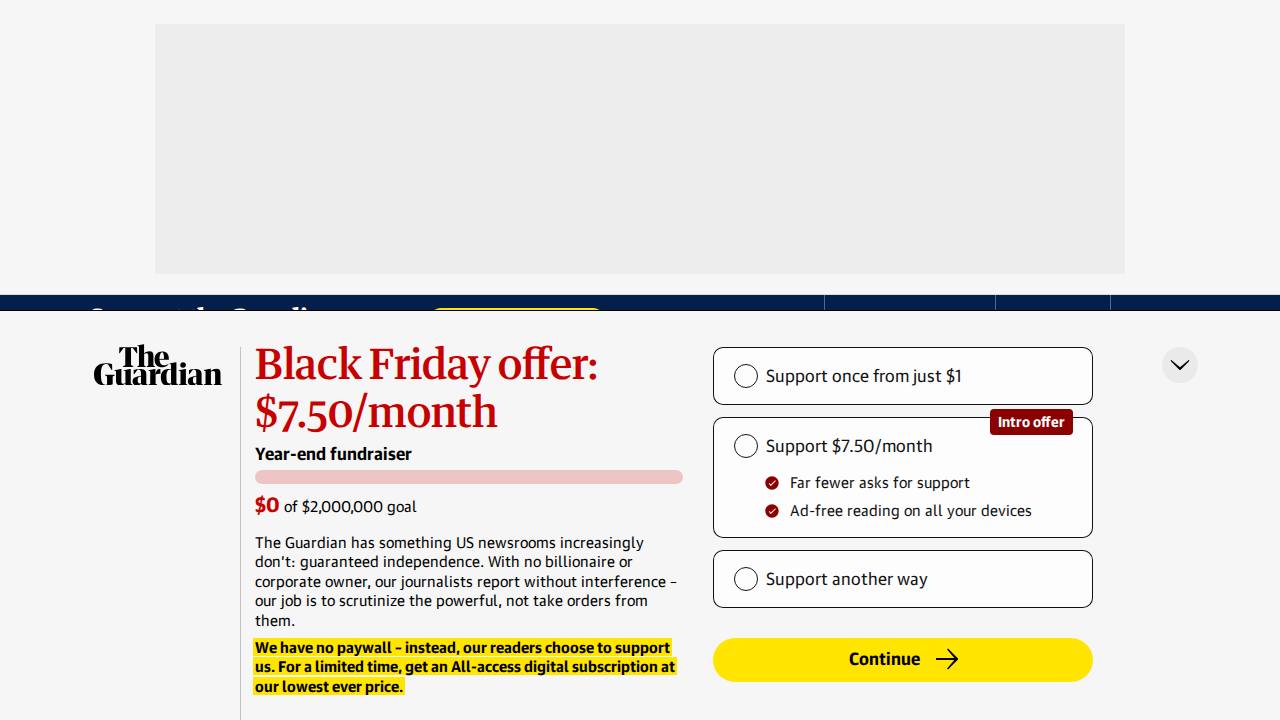 The
Guardian
Black Friday offer:
$7.50/month
Year-end fundraiser
$0 of $2,000,000 goal
The Guardian has something US newsrooms increasingly
don't: guaranteed independence. With no billionaire or
corporate owner, our journalists report without interference –
our job is to scrutinize the powerful, not take orders from
them.
We have no paywall – instead, our readers choose to support
us. For a limited time, get an All-access digital subscription at
our lowest ever price.
Support once from just $1
Intro offer
Support $7.50/month
Far fewer asks for support
Ad-free reading on all your devices
Support another way
Continue